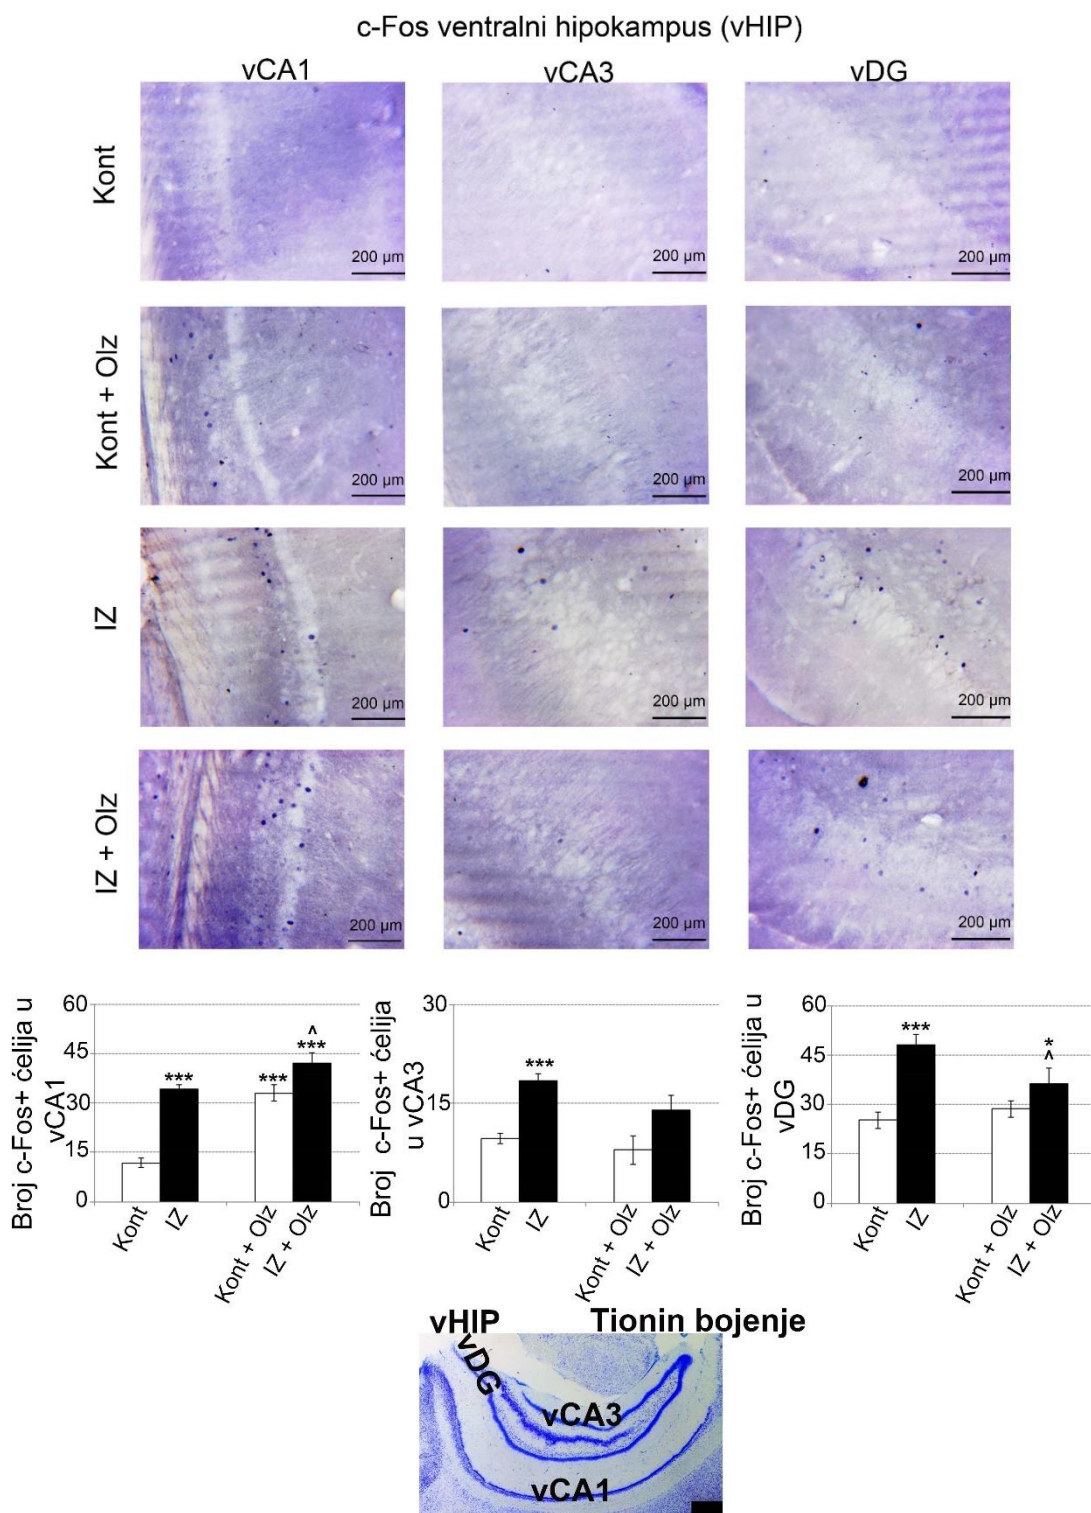 c-Fos ventralni hipokampus (vHIP)
vCA1 vCA3 vDG
Kont
200 µm 200 µm 200 µm
Kont + Olz
200 µm 200 µm 200 µm
IZ
200 µm 200 µm 200 µm
IZ + Olz
200 µm 200 µm 200 µm
Broj c-Fos+ ćelija u
vCA1
60
45
30
15
0
***
***
^
***
Kont
IZ
Kont + Olz
IZ + Olz
Broj c-Fos+ ćelija
u vCA3
30
15
0
***
Kont
IZ
Kont + Olz
IZ + Olz
Broj c-Fos+ ćelija u
vDG
60
45
30
15
0
***
*
^
Kont
IZ
Kont + Olz
IZ + Olz
vHIP Tionin bojenje
vDG
vCA3
vCA1